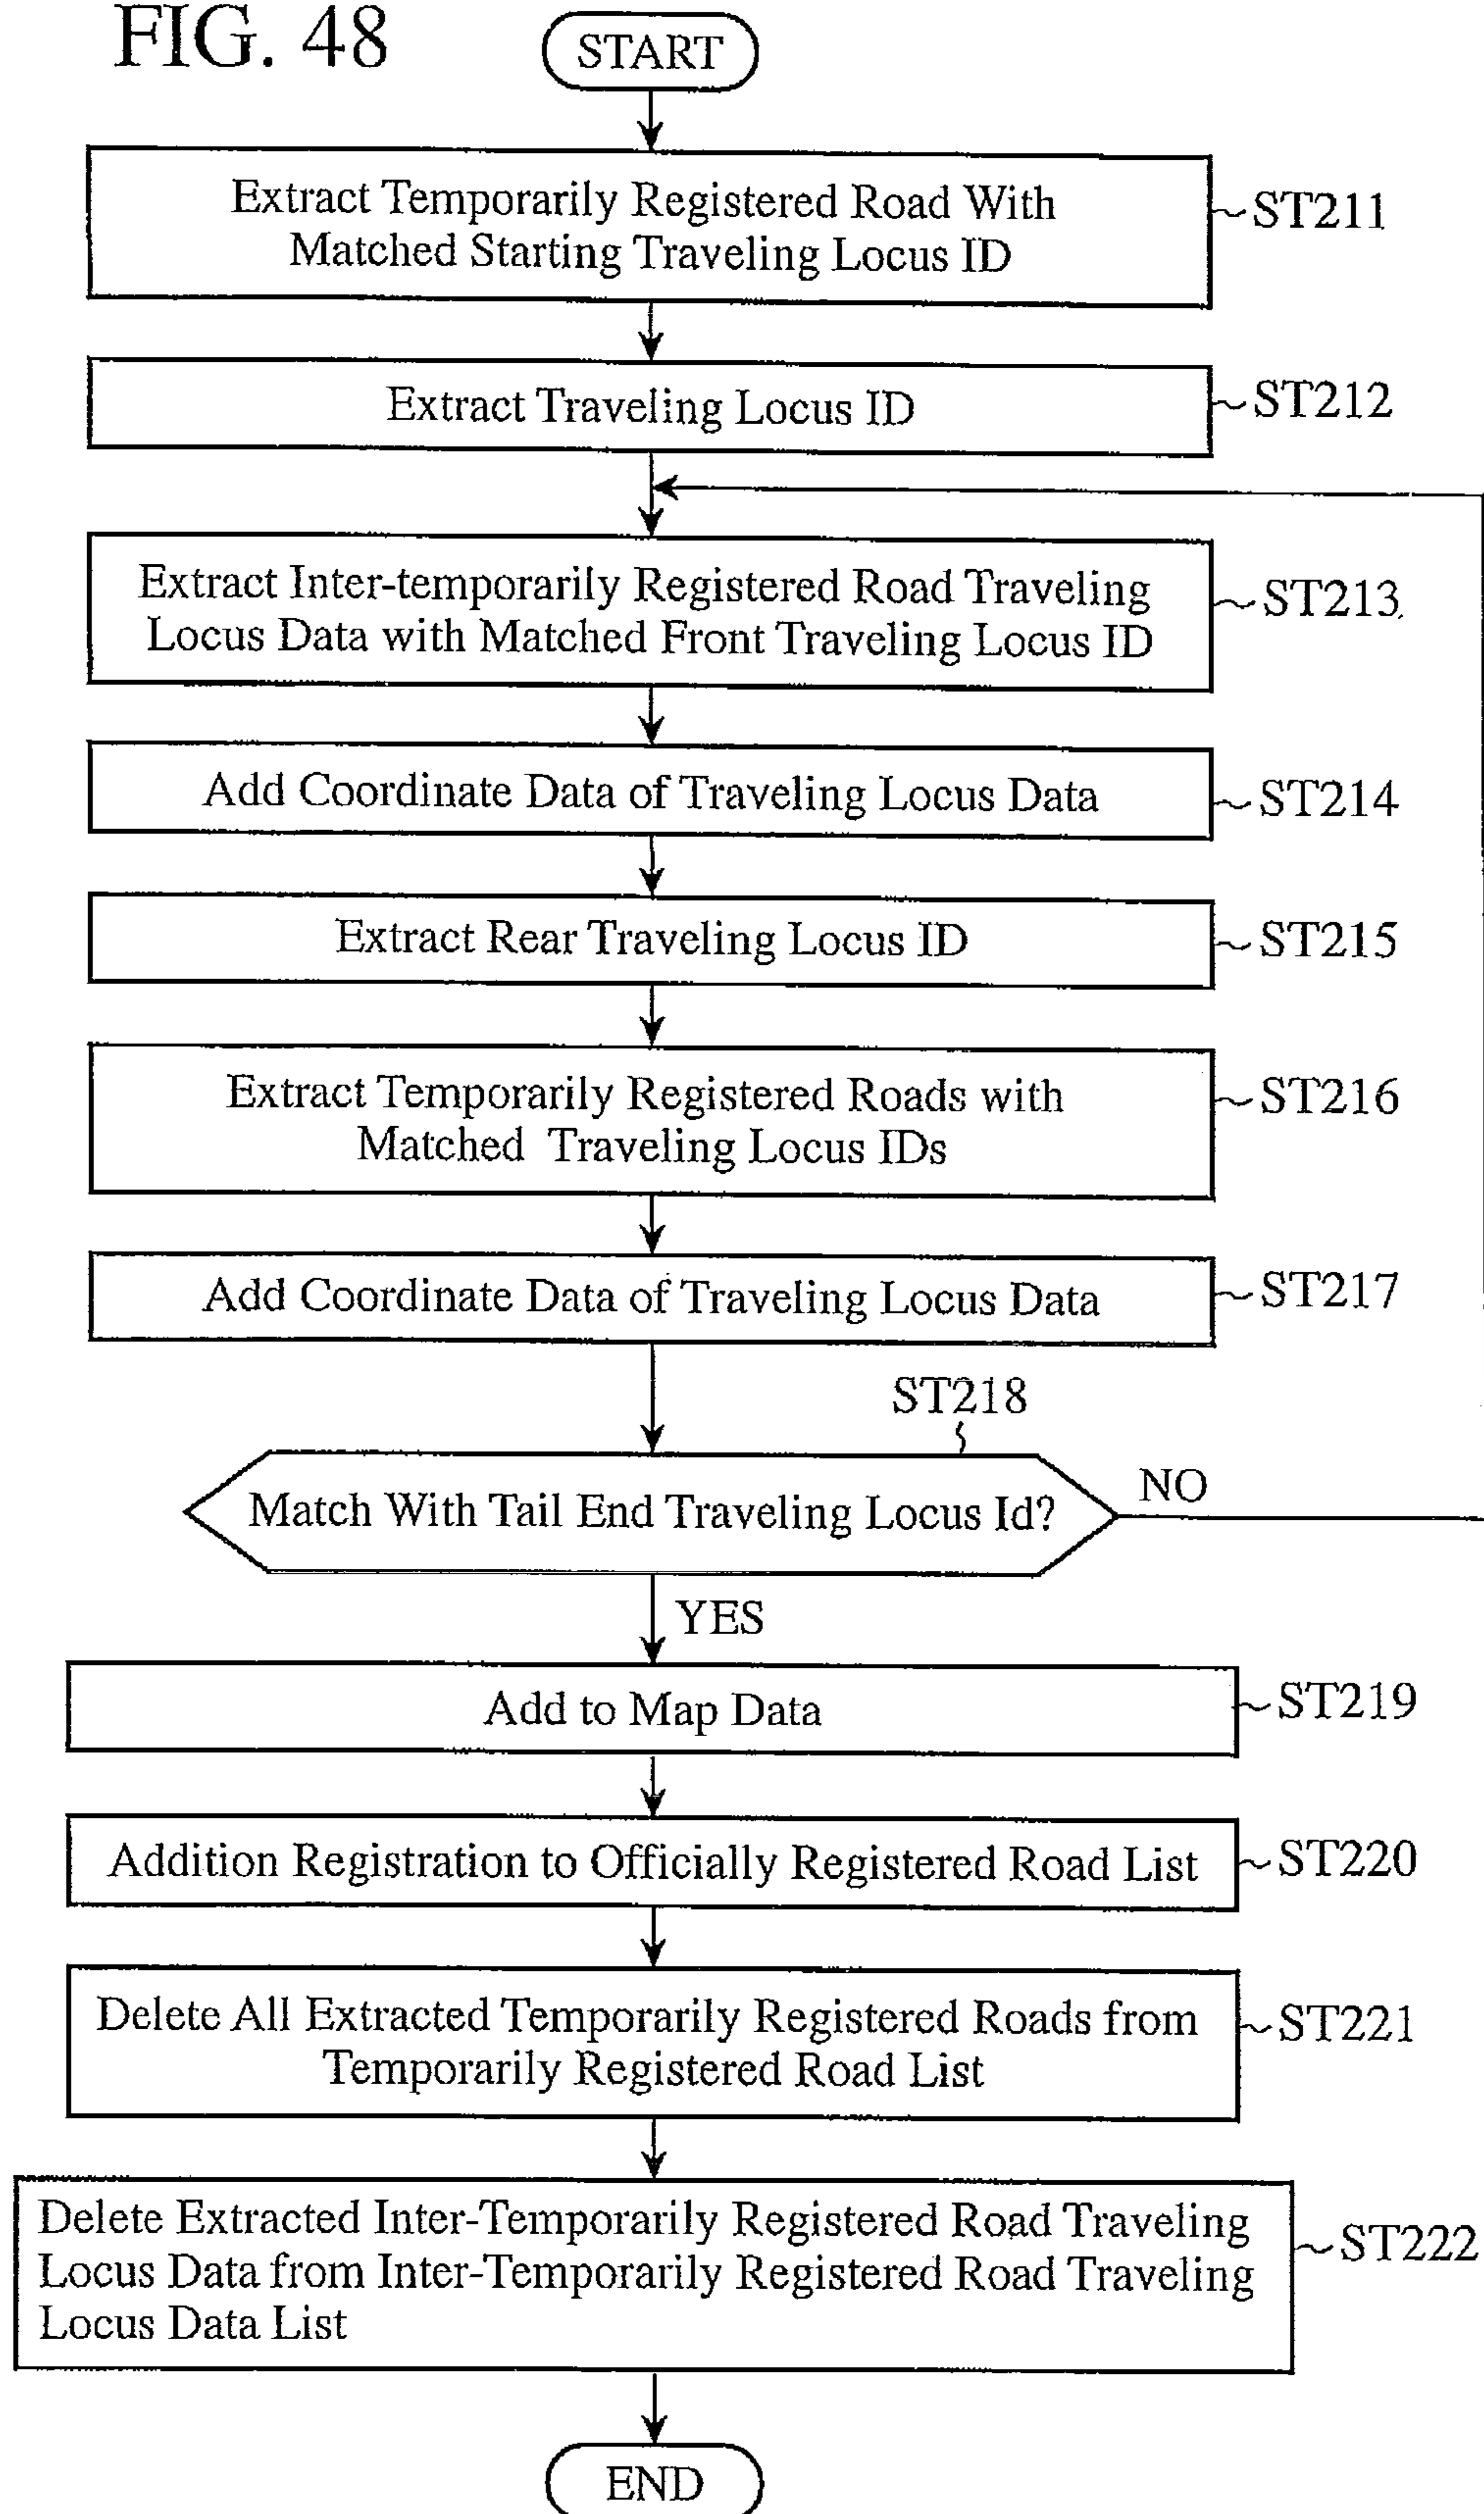 FIG. 48
START
Extract Temporarily Registered Road With
Matched Starting Traveling Locus ID
ST211
Extract Traveling Locus ID
ST212
Extract Inter-temporarily Registered Road Traveling
Locus Data with Matched Front Traveling Locus ID
ST213
Add Coordinate Data of Traveling Locus Data
ST214
Extract Rear Traveling Locus ID
ST215
Extract Temporarily Registered Roads with
Matched Traveling Locus IDs
ST216
Add Coordinate Data of Traveling Locus Data
ST217
ST218
Match With Tail End Traveling Locus Id?
NO
YES
Add to Map Data
ST219
Addition Registration to Officially Registered Road List
ST220
Delete All Extracted Temporarily Registered Roads from
Temporarily Registered Road List
ST221
Delete Extracted Inter-Temporarily Registered Road Traveling
Locus Data from Inter-Temporarily Registered Road Traveling
Locus Data List
ST222
END